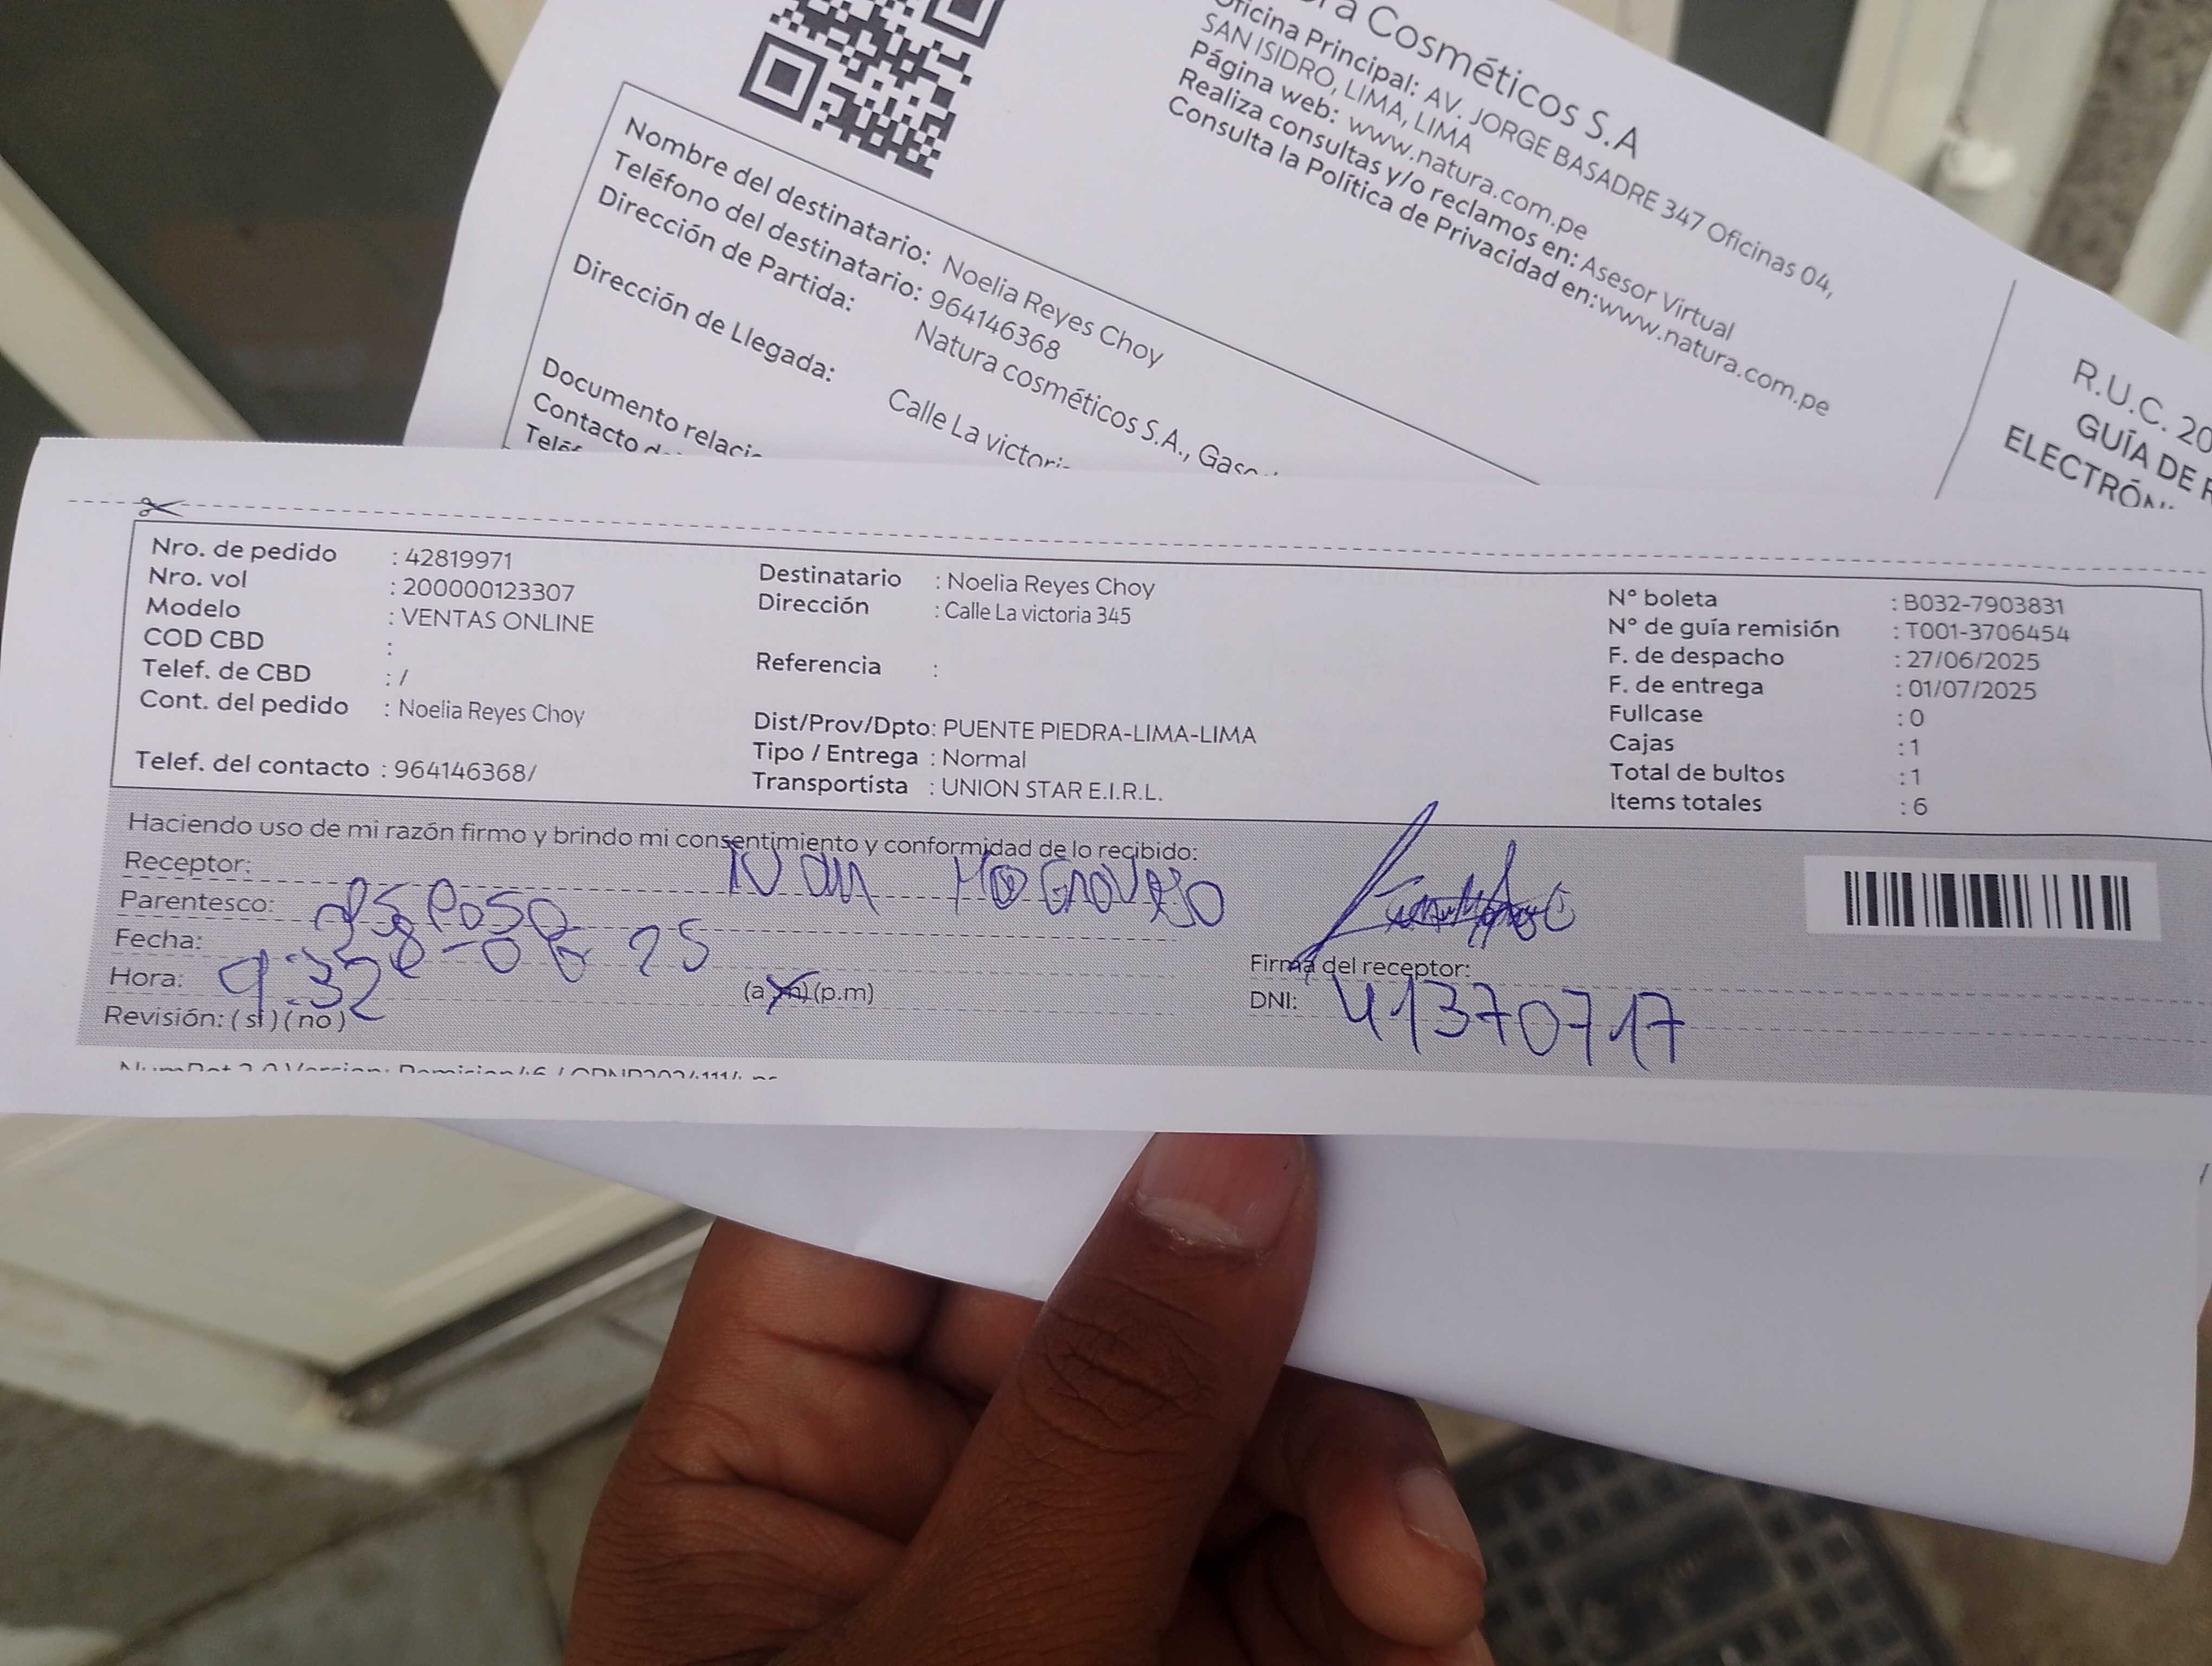 ra Cosméticos S.A
Oficina Principal: AV. JORGE BASADRE 347 Oficinas 04,
SAN ISIDRO, LIMA, LIMA
Página web: www.natura.com.pe
Realiza consultas y/o reclamos en: Asesor Virtual
Consulta la Política de Privacidad en:www.natura.com.pe
R.U.C. 20
GUÍA DE R
ELECTRÓN
Nombre del destinatario: Noelia Reyes Choy
Teléfono del destinatario: 964146368
Dirección de Partida: Natura cosméticos S.A.,
Dirección de Llegada: Calle La victori
Documento relaci
Contacto d
Nro. de pedido : 42819971
Nro. vol : 200000123307
Modelo : VENTAS ONLINE
COD CBD :
Telef. de CBD : /
Cont. del pedido : Noelia Reyes Choy
Telef. del contacto : 964146368/
Destinatario : Noelia Reyes Choy
Dirección : Calle La victoria 345
Referencia :
Dist/Prov/Dpto: PUENTE PIEDRA-LIMA-LIMA
Tipo / Entrega : Normal
Transportista : UNION STAR E.I.R.L.
N° boleta : B032-7903831
N° de guía remisión : T001-3706454
F. de despacho : 27/06/2025
F. de entrega : 01/07/2025
Fullcase : 0
Cajas : 1
Total de bultos : 1
Items totales : 6
Haciendo uso de mi razón firmo y brindo mi consentimiento y conformidad de lo recibido:
Receptor:
Parentesco: esposo
Fecha: 25
Hora: 9:32 (a.m)(p.m)
Revisión: (si)(no)
Firma del receptor:
DNI: 41370717